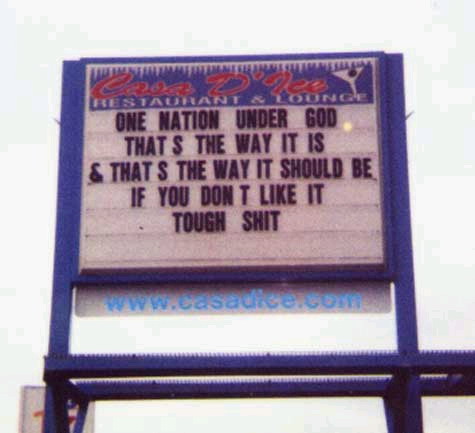 Casa D'Ice
RESTAURANT & LOUNGE
ONE NATION UNDER GOD
THAT S THE WAY IT IS
& THAT S THE WAY IT SHOULD BE
IF YOU DON T LIKE IT
TOUGH SHIT
www.casadice.com